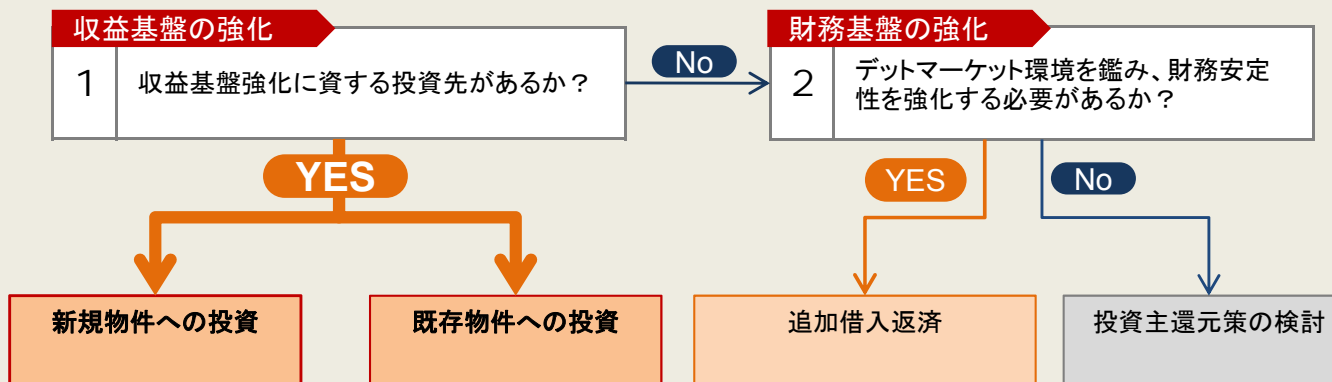 収益基盤の強化
1
収益基盤強化に資する投資先があるか？
No
財務基盤の強化
2
デットマーケット環境を鑑み、財務安定
性を強化する必要があるか？
YES
YES
No
新規物件への投資
既存物件への投資
追加借入返済
投資主還元策の検討